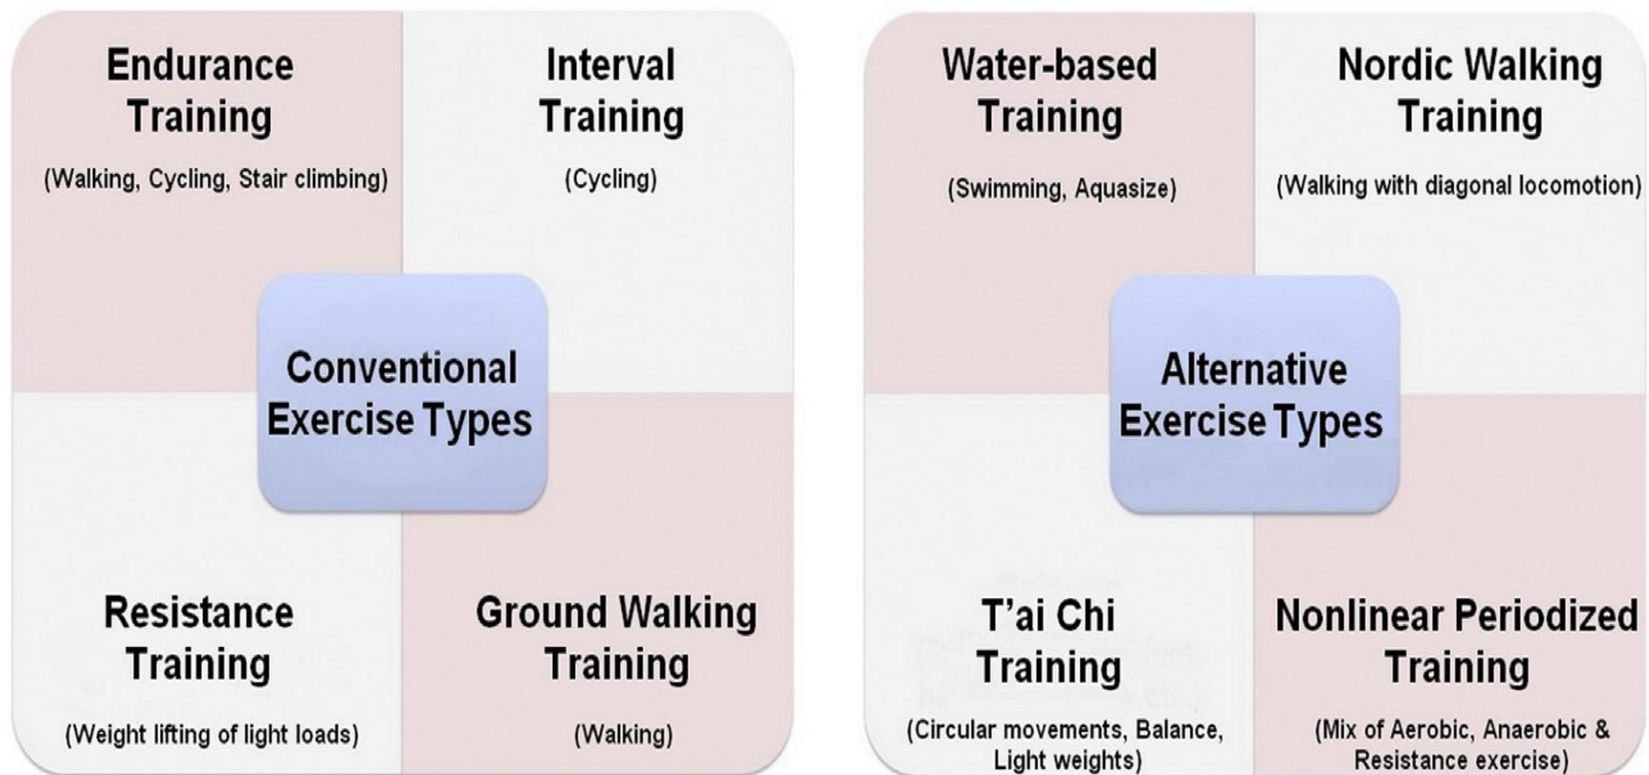 Endurance
Training
(Walking, Cycling, Stair climbing)
Interval
Training
(Cycling)
Conventional
Exercise Types
Resistance
Training
(Weight lifting of light loads)
Ground Walking
Training
(Walking)
Water-based
Training
(Swimming, Aquasize)
Nordic Walking
Training
(Walking with diagonal locomotion)
Alternative
Exercise Types
T'ai Chi
Training
(Circular movements, Balance,
Light weights)
Nonlinear Periodized
Training
(Mix of Aerobic, Anaerobic &
Resistance exercise)